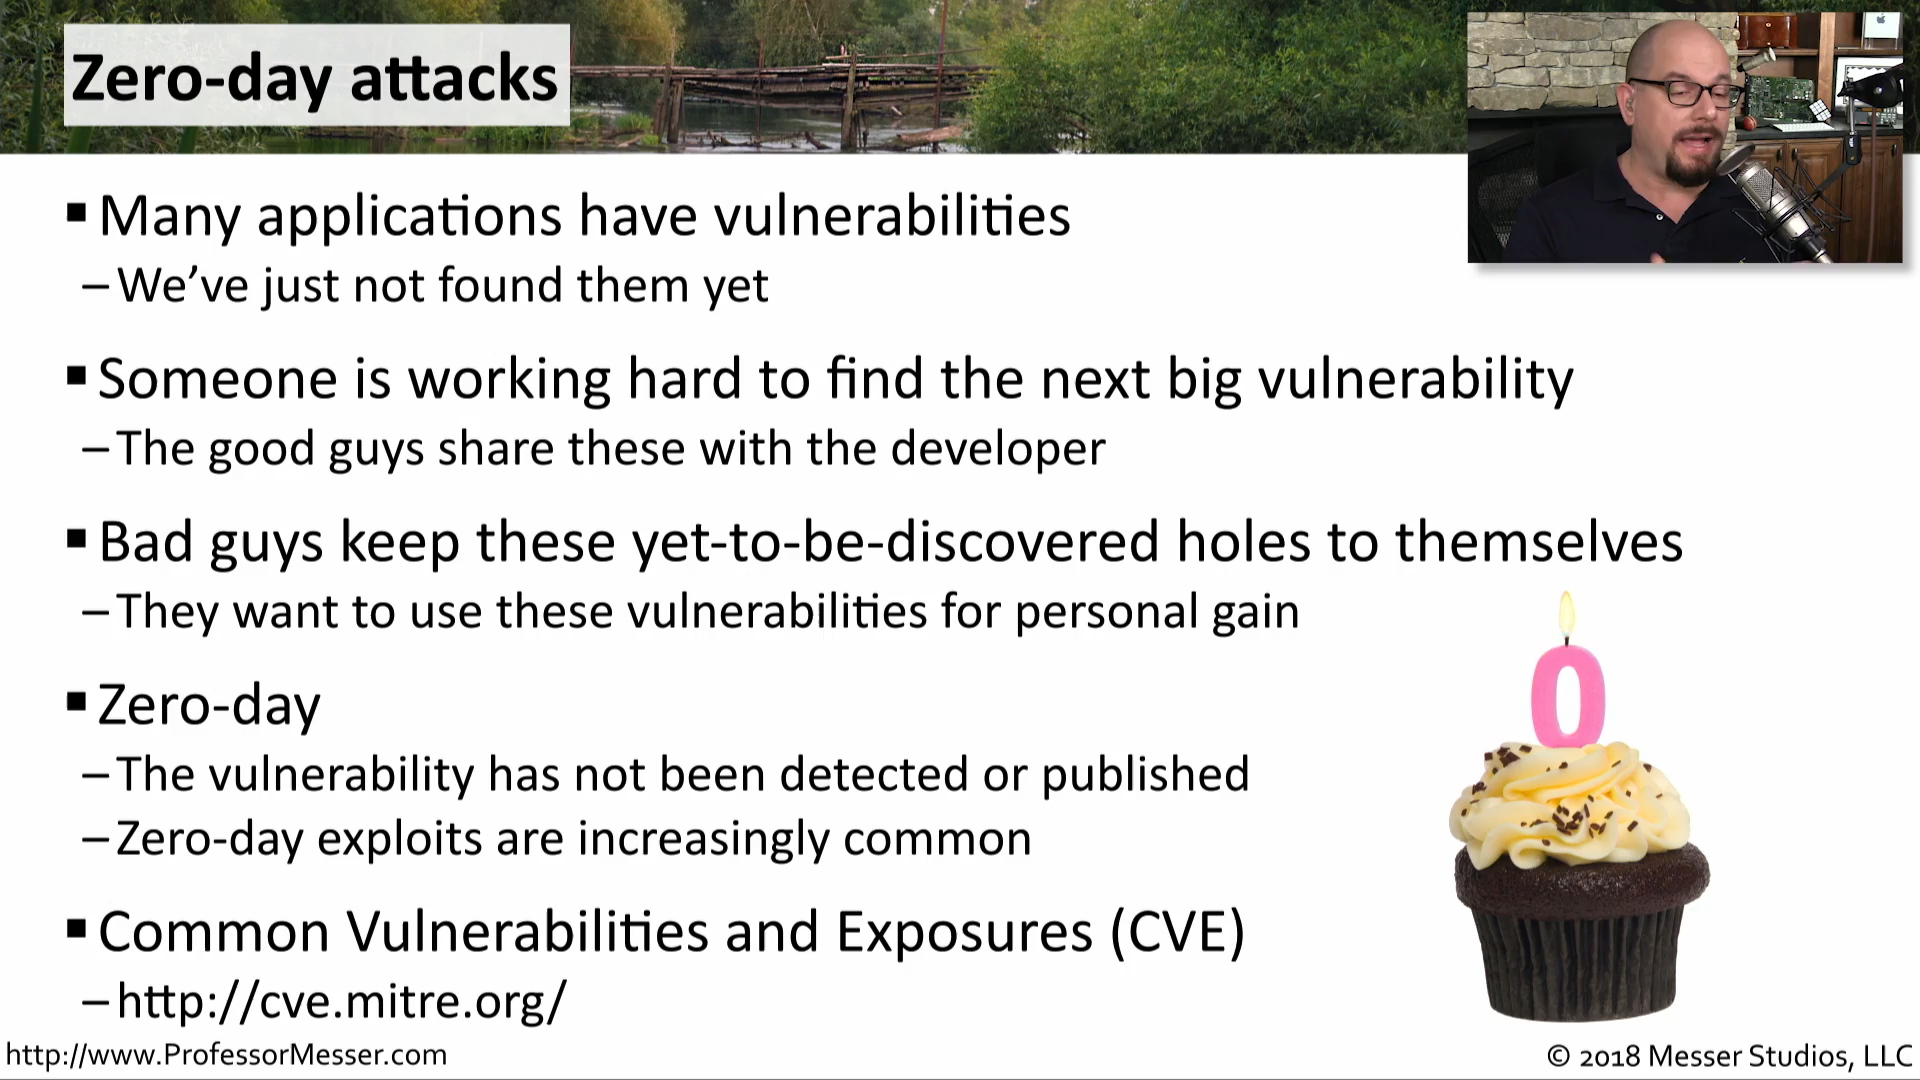 Zero-day attacks
▪ Many applications have vulnerabilities
– We’ve just not found them yet
▪ Someone is working hard to find the next big vulnerability
– The good guys share these with the developer
▪ Bad guys keep these yet-to-be-discovered holes to themselves
– They want to use these vulnerabilities for personal gain
▪ Zero-day
– The vulnerability has not been detected or published
– Zero-day exploits are increasingly common
▪ Common Vulnerabilities and Exposures (CVE)
– http://cve.mitre.org/
0
http://www.ProfessorMesser.com
© 2018 Messer Studios, LLC